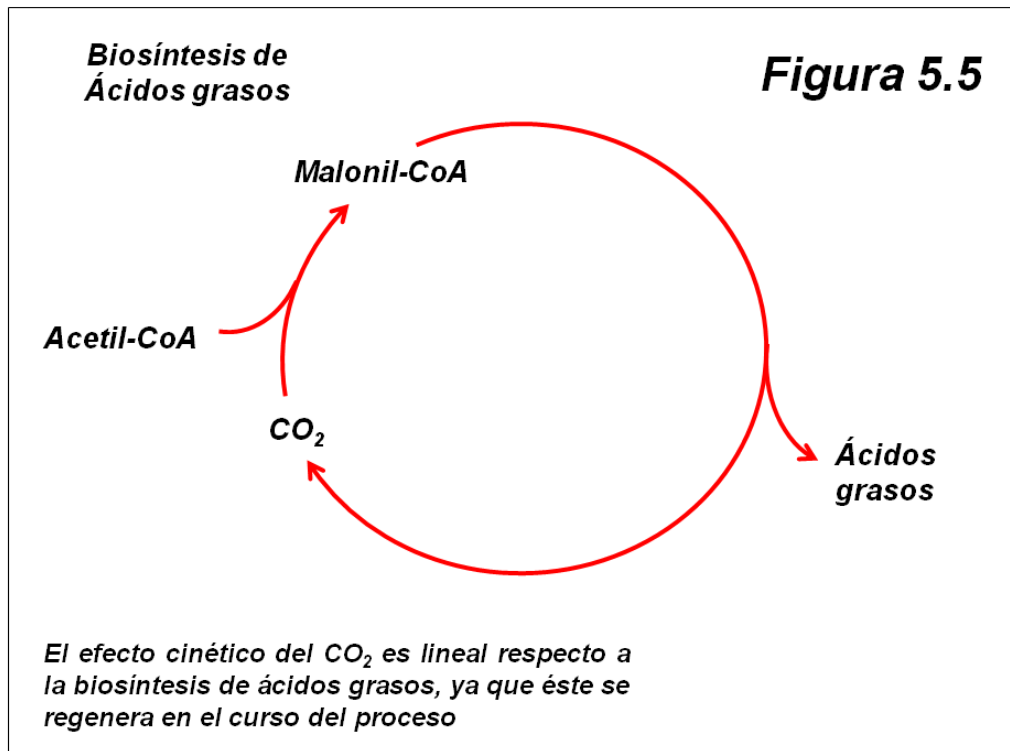 Biosíntesis de
Ácidos grasos
Figura 5.5
Malonil-CoA
Acetil-CoA
CO₂
Ácidos
grasos
El efecto cinético del CO₂ es lineal respecto a
la biosíntesis de ácidos grasos, ya que éste se
regenera en el curso del proceso